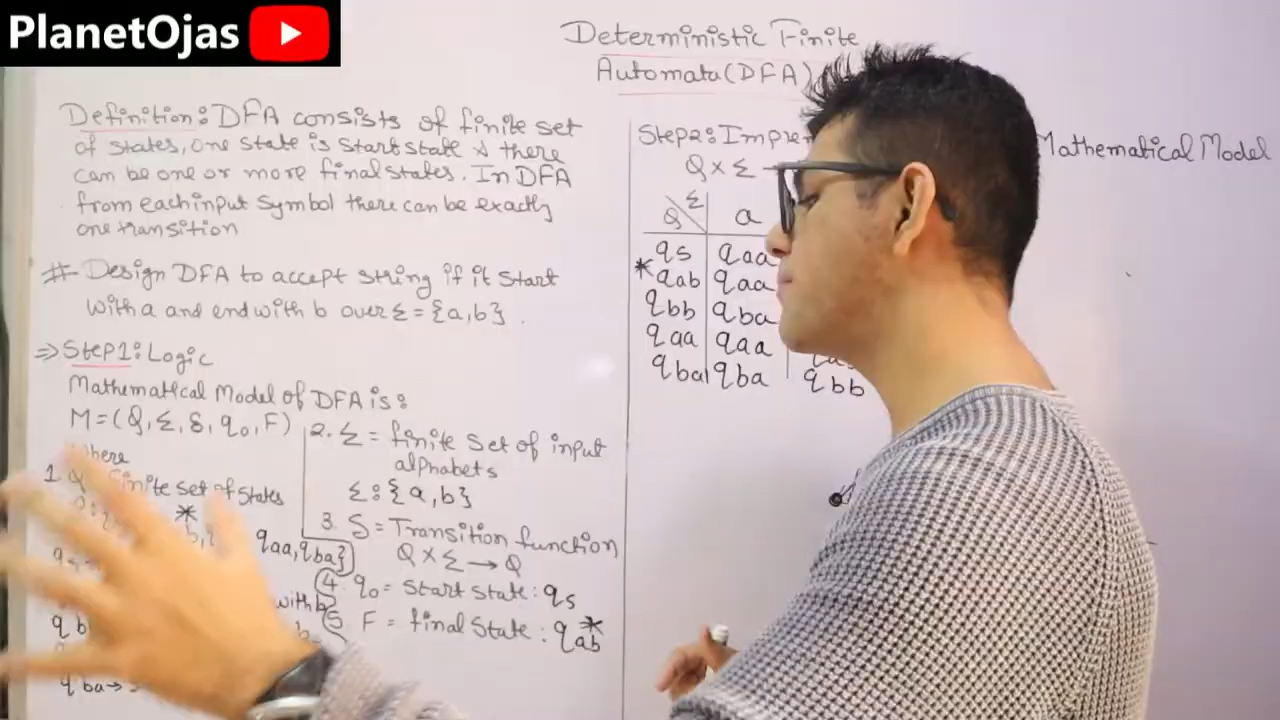 PlanetOjas
Deterministic Finite
Automata(DFA)
Definition: DFA consists of finite set
of states, one state is start state & there
can be one or more final states. In DFA
from each input symbol there can be exactly
one transition
# Design DFA to accept string if it start
with a and end with b over Σ = {a,b}
⇒ Step1: Logic
Mathematical Model of DFA is:
M = (Q, Σ, δ, q0, F)
where
1. finite set of states
qaa, qba}
with b
qba →
2. Σ = finite set of input
alphabets
Σ: {a,b}
3. δ = Transition function
Q × Σ → Q
4. q0 = start state: qs
5. F = final state: q*ab
Step2: Mathematical Model
Q × Σ
Σ
Q a
qs qaa
* qab qaa
qbb qba
qaa qaa
qba qba qbb